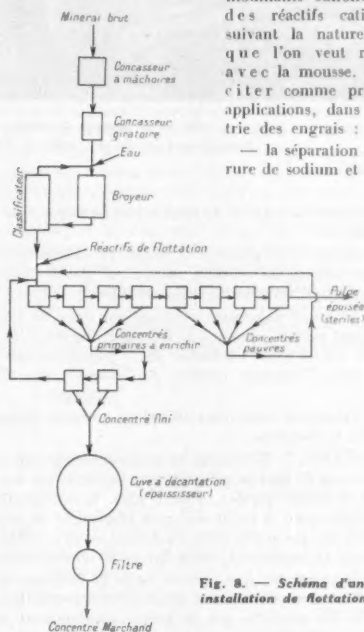 moussants catio
des réactifs cati
suivant la nature
que l'on veut r
avec la mousse.
citer comme pr
applications, dans
trie des engrais :
— la séparation
rure de sodium et
Minerai brut
Concasseur
a mâchoires
Concasseur
giratoire
Eau
Classificateur
Broyeur
Réactifs de flottation
Pulpe
épuisée
(steriles)
Concentrés
primaires a enrichir
Concentrés
pauvres
Concentré fini
Cuve a décantation
(épaississeur)
Filtre
Concentré Marchand
Fig. 8. — Schéma d'un
installation de flottation